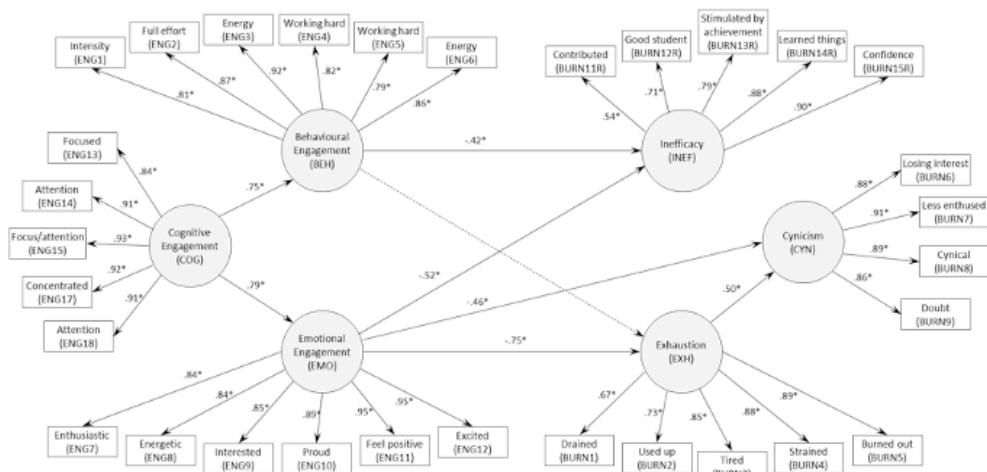 Intensity
(ENG1)
Full effort
(ENG2)
Energy
(ENG3)
Working hard
(ENG4)
Working hard
(ENG5)
Energy
(ENG6)
.81*
.87*
.92*
.82*
.79*
.86*
Behavioural
Engagement
(BEH)
Contributed
(BURN11R)
Good student
(BURN12R)
Stimulated by
achievement
(BURN13R)
Learned things
(BURN14R)
Confidence
(BURN15R)
.54*
.71*
.79*
.88*
.90*
Inefficacy
(INEF)
-.42*
Focused
(ENG13)
Attention
(ENG14)
Focus/attention
(ENG15)
Concentrated
(ENG17)
Attention
(ENG18)
.84*
.91*
.93*
.92*
.91*
Cognitive
Engagement
(COG)
.75*
.79*
-.52*
-.46*
-.75*
.50*
Losing interest
(BURN6)
Less enthused
(BURN7)
Cynical
(BURN8)
Doubt
(BURN9)
.88*
.91*
.89*
.86*
Cynicism
(CYN)
Emotional
Engagement
(EMO)
.84*
.84*
.85*
.89*
.95*
.95*
Enthusiastic
(ENG7)
Energetic
(ENG8)
Interested
(ENG9)
Proud
(ENG10)
Feel positive
(ENG11)
Excited
(ENG12)
Exhaustion
(EXH)
.67*
.73*
.85*
.88*
.89*
Drained
(BURN1)
Used up
(BURN2)
Tired
Strained
(BURN4)
Burned out
(BURN5)